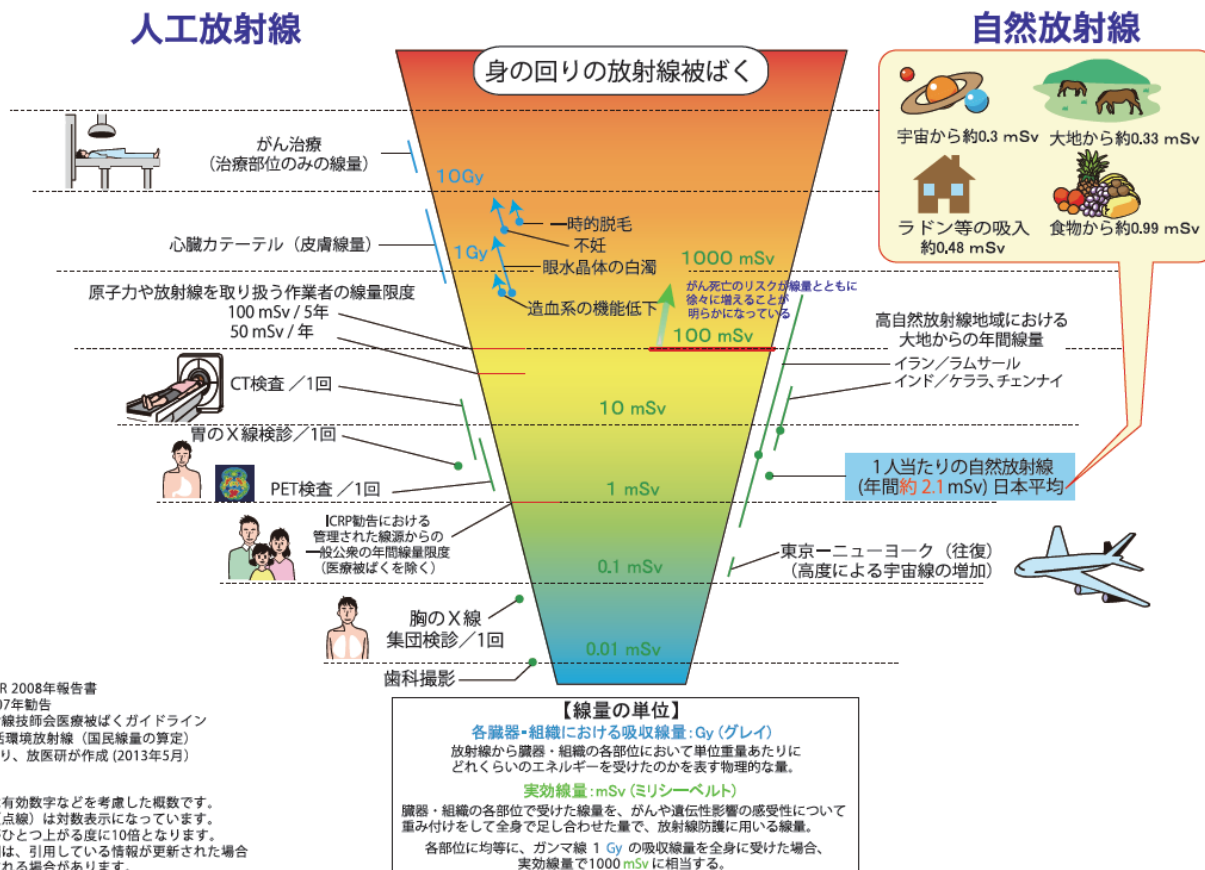 人工放射線
自然放射線
身の回りの放射線被ばく
宇宙から約0.3 mSv
大地から約0.33 mSv
ラドン等の吸入
約0.48 mSv
食物から約0.99 mSv
がん治療
（治療部位のみの線量）
10Gy
心臓カテーテル（皮膚線量）
1Gy
一時的脱毛
不妊
眼水晶体の白濁
造血系の機能低下
1000 mSv
がん死亡のリスクが線量とともに
徐々に増えることが
明らかになっている
100 mSv
原子力や放射線を取り扱う作業者の線量限度
100 mSv / 5年
50 mSv / 年
高自然放射線地域における
大地からの年間線量
イラン／ラムサール
インド／ケララ、チェンナイ
CT検査 ／1回
10 mSv
胃のX線検診／1回
PET検査 ／1回
1 mSv
1人当たりの自然放射線
(年間約 2.1 mSv) 日本平均
ICRP勧告における
管理された線源からの
一般公衆の年間線量限度
（医療被ばくを除く）
0.1 mSv
東京ーニューヨーク（往復）
（高度による宇宙線の増加）
胸のX線
集団検診／1回
0.01 mSv
歯科撮影
R 2008年報告書
07年勧告
線技師会医療被ばくガイドライン
環境放射線（国民線量の算定）
り、放医研が作成 (2013年5月)
有効数字などを考慮した概数です。
点線）は対数表示になっています。
ひとつ上がる度に10倍となります。
は、引用している情報が更新された場合
れる場合があります。
【線量の単位】
各臓器・組織における吸収線量：Gy（グレイ）
放射線から臓器・組織の各部位において単位重量あたりに
どれくらいのエネルギーを受けたのかを表す物理的な量。
実効線量：mSv（ミリシーベルト）
臓器・組織の各部位で受けた線量を、がんや遺伝性影響の感受性について
重み付けをして全身で足し合わせた量で、放射線防護に用いる線量。
各部位に均等に、ガンマ線 1 Gy の吸収線量を全身に受けた場合、
実効線量で1000 mSv に相当する。